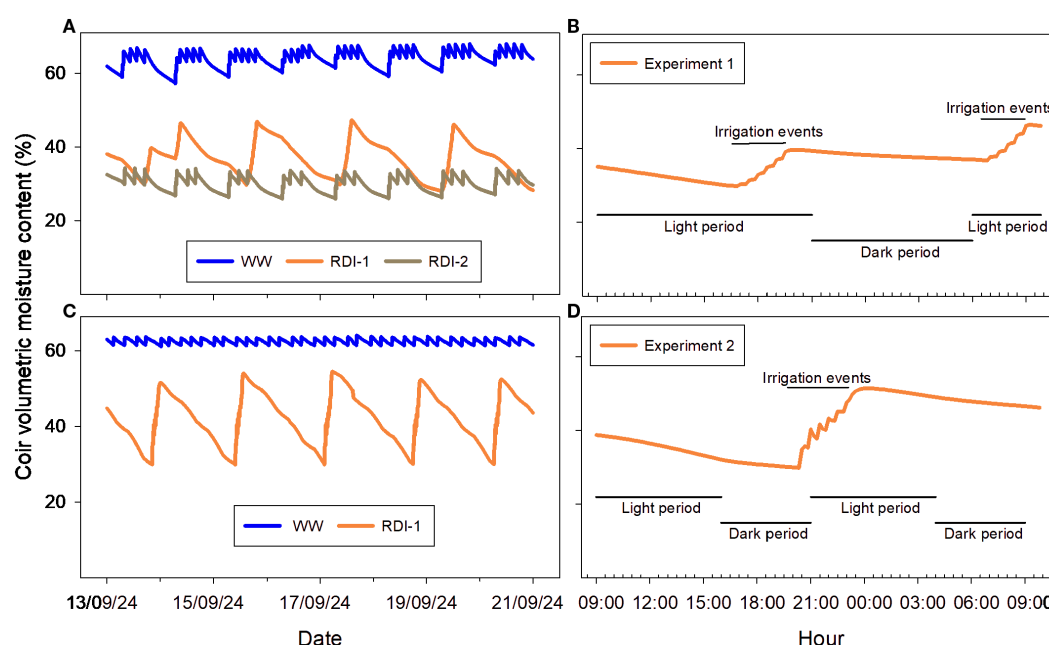 A
B
Coir volumetric moisture content (%)
60
40
20
WW
RDI-1
RDI-2
Experiment 1
Irrigation events
Irrigation events
Light period
Light period
Dark period
C
D
60
40
20
WW
RDI-1
Experiment 2
Irrigation events
Light period
Light period
Dark period
Dark period
13/09/24 15/09/24 17/09/24 19/09/24 21/09/24
09:00 12:00 15:00 18:00 21:00 00:00 03:00 06:00 09:00
Date
Hour